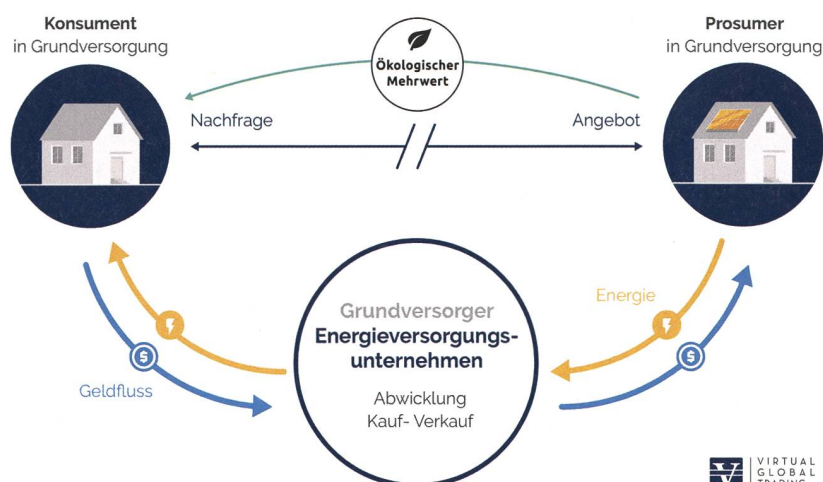 Konsument
in Grundversorgung
Prosumer
in Grundversorgung
Ökologischer
Mehrwert
Nachfrage
Angebot
Energie
Geldfluss
Grundversorger
Energieversorgungs-
unternehmen
Abwicklung
Kauf- Verkauf
VIRTUAL
GLOBAL
TRADING